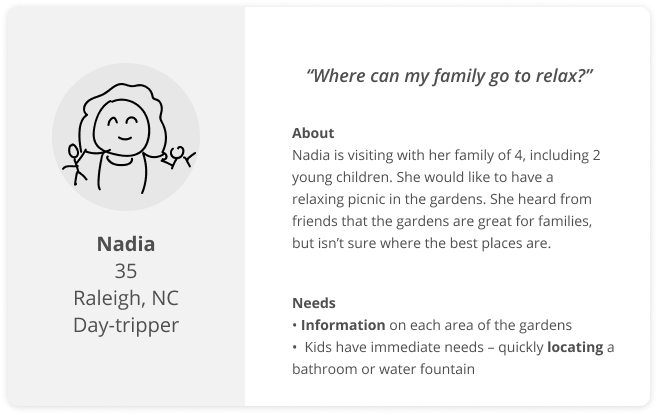 Nadia
35
Raleigh, NC
Day-tripper
“Where can my family go to relax?”
About
Nadia is visiting with her family of 4, including 2
young children. She would like to have a
relaxing picnic in the gardens. She heard from
friends that the gardens are great for families,
but isn’t sure where the best places are.
Needs
• Information on each area of the gardens
• Kids have immediate needs – quickly locating a
bathroom or water fountain